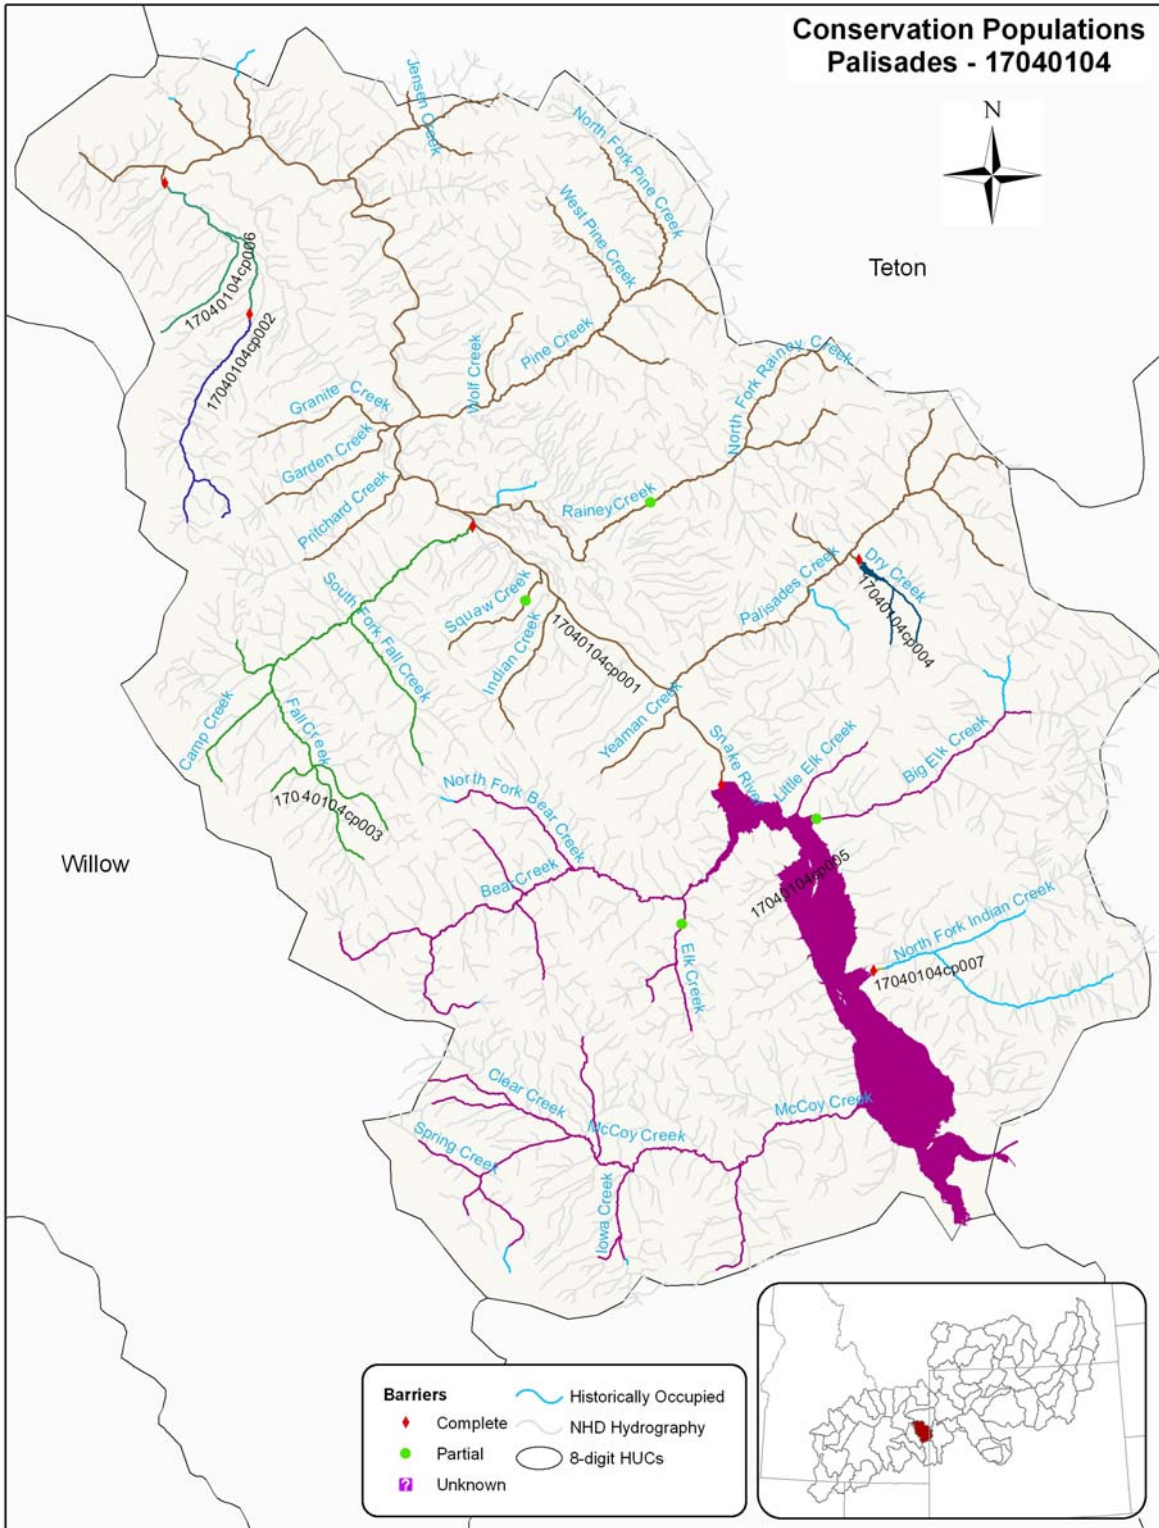 Conservation Populations
Palisades - 17040104
N
Jensen Creek
North Fork Pine Creek
West Pine Creek
Teton
17040104cp006
17040104cp002
Wolf Creek
Pine Creek
North Fork Rainey Creek
Granite Creek
Garden Creek
Pritchard Creek
Rainey Creek
Dry Creek
Palisades Creek
17040104cp004
Squaw Creek
South Fork Fall Creek
Indian Creek
17040104cp001
Yeaman Creek
Camp Creek
Fall Creek
17040104cp003
Snake River
Little Elk Creek
Big Elk Creek
North Fork Bear Creek
Willow
Bear Creek
17040104cp005
North Fork Indian Creek
17040104cp007
Elk Creek
Clear Creek
McCoy Creek
McCoy Creek
Spring Creek
Iowa Creek
Barriers
Complete
Partial
? Unknown
Historically Occupied
NHD Hydrography
8-digit HUCs